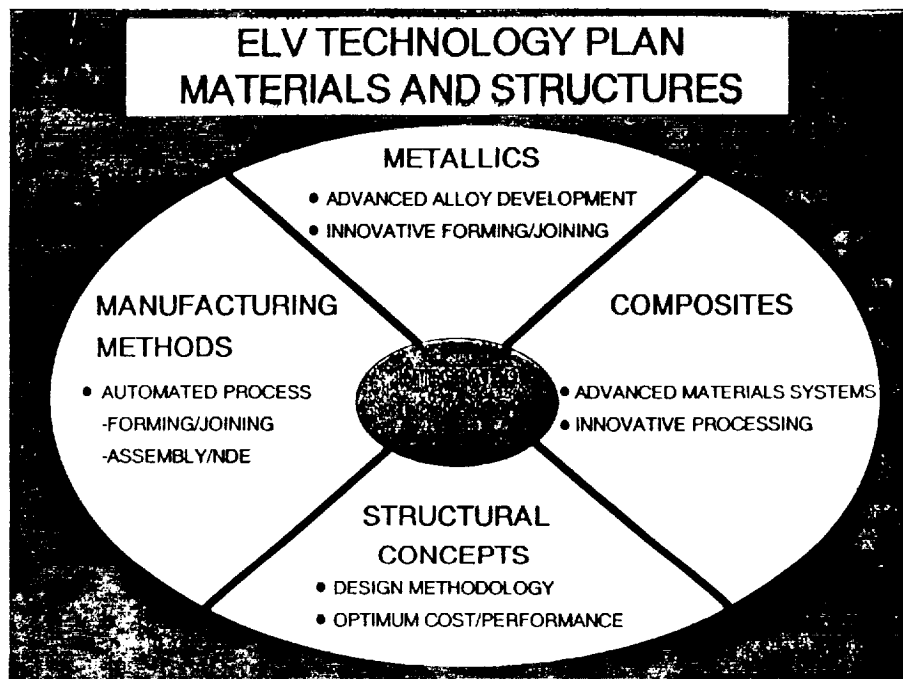 ELV TECHNOLOGY PLAN
MATERIALS AND STRUCTURES
METALLICS
• ADVANCED ALLOY DEVELOPMENT
• INNOVATIVE FORMING/JOINING
MANUFACTURING
METHODS
• AUTOMATED PROCESS
-FORMING/JOINING
-ASSEMBLY/NDE
COMPOSITES
• ADVANCED MATERIALS SYSTEMS
• INNOVATIVE PROCESSING
STRUCTURAL
CONCEPTS
• DESIGN METHODOLOGY
• OPTIMUM COST/PERFORMANCE